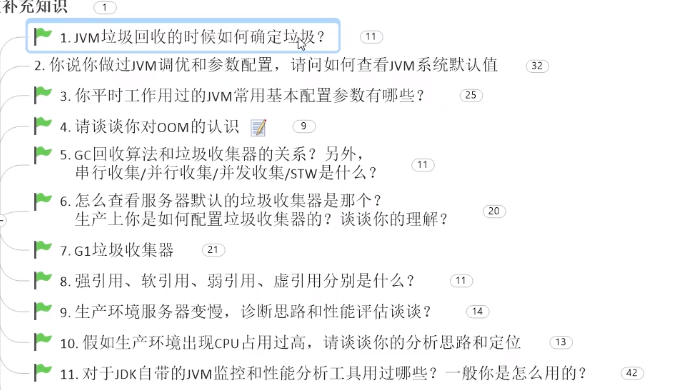 补充知识 1
1. JVM垃圾回收的时候如何确定垃圾? 11
2. 你说你做过JVM调优和参数配置，请问如何查看JVM系统默认值 32
3. 你平时工作用过的JVM常用基本配置参数有哪些? 25
4. 请谈谈你对OOM的认识 9
5. GC回收算法和垃圾收集器的关系? 另外，
串行收集/并行收集/并发收集/STW是什么? 11
6. 怎么查看服务器默认的垃圾收集器是那个?
生产上你是如何配置垃圾收集器的? 谈谈你的理解? 20
7. G1垃圾收集器 21
8. 强引用、软引用、弱引用、虚引用分别是什么? 11
9. 生产环境服务器变慢，诊断思路和性能评估谈谈? 14
10. 假如生产环境出现CPU占用过高，请谈谈你的分析思路和定位 13
11. 对于JDK自带的JVM监控和性能分析工具用过哪些? 一般你是怎么用的? 42